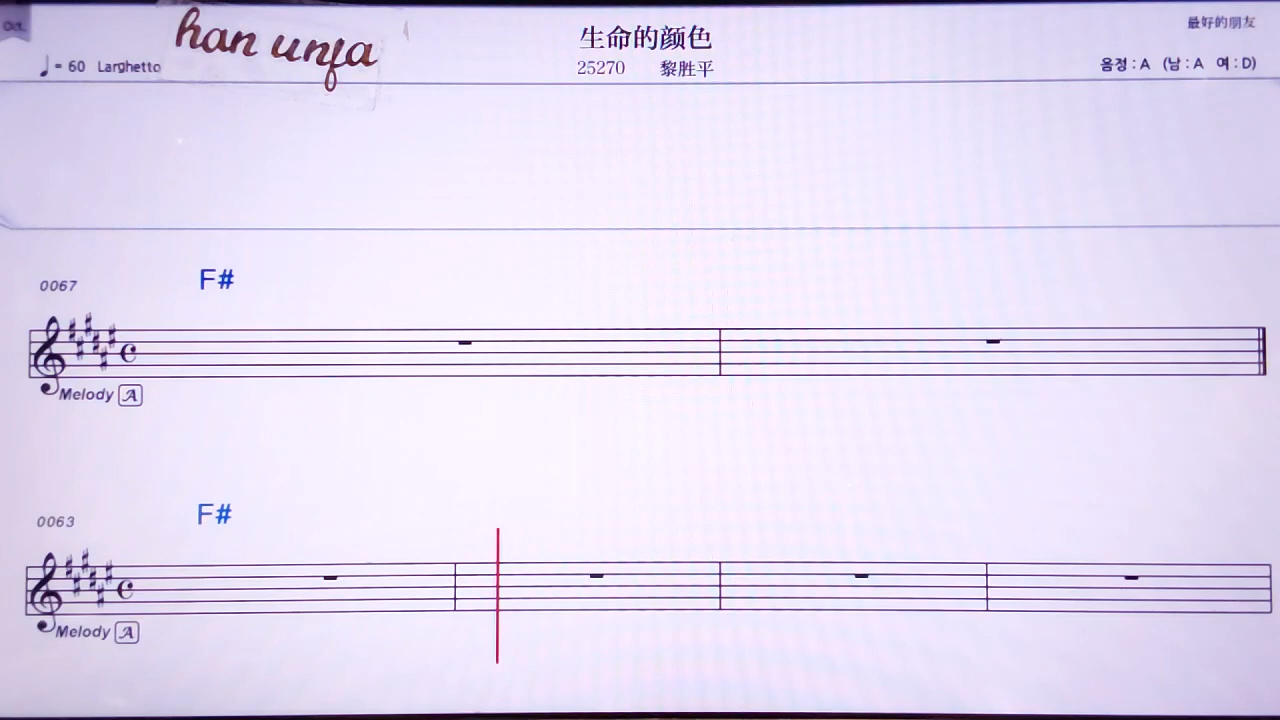 Oct.
han unfa
生命的颜色
最好的朋友
♩= 60 Larghetto
25270 黎胜平
음정 : A (남 : A 여 : D)
0067 F#
Melody A
0063 F#
Melody A